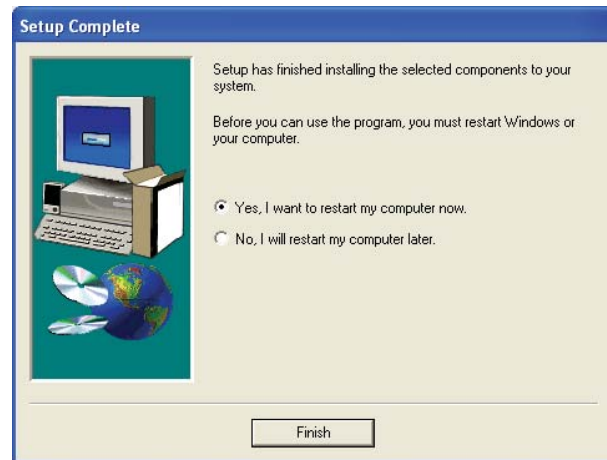 Setup Complete
Setup has finished installing the selected components to your
system.
Before you can use the program, you must restart Windows or
your computer.
Yes, I want to restart my computer now.
No, I will restart my computer later.
Finish